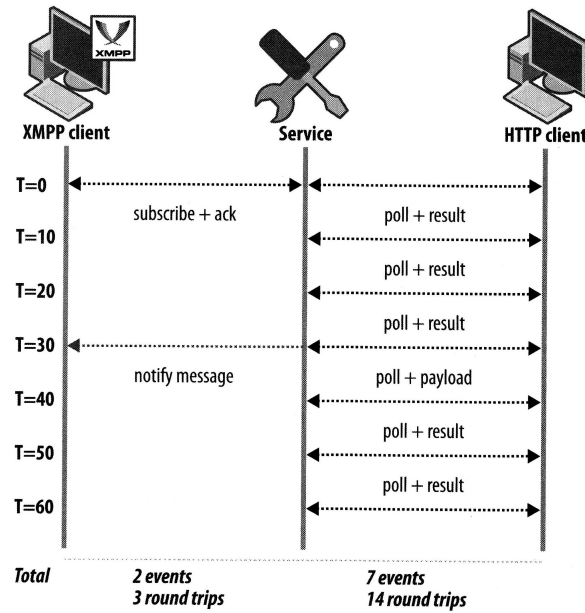 XMPP
XMPP client
Service
HTTP client
T=0
subscribe + ack
poll + result
T=10
poll + result
T=20
poll + result
T=30
notify message
poll + payload
T=40
poll + result
T=50
poll + result
T=60
Total
2 events
7 events
3 round trips
14 round trips